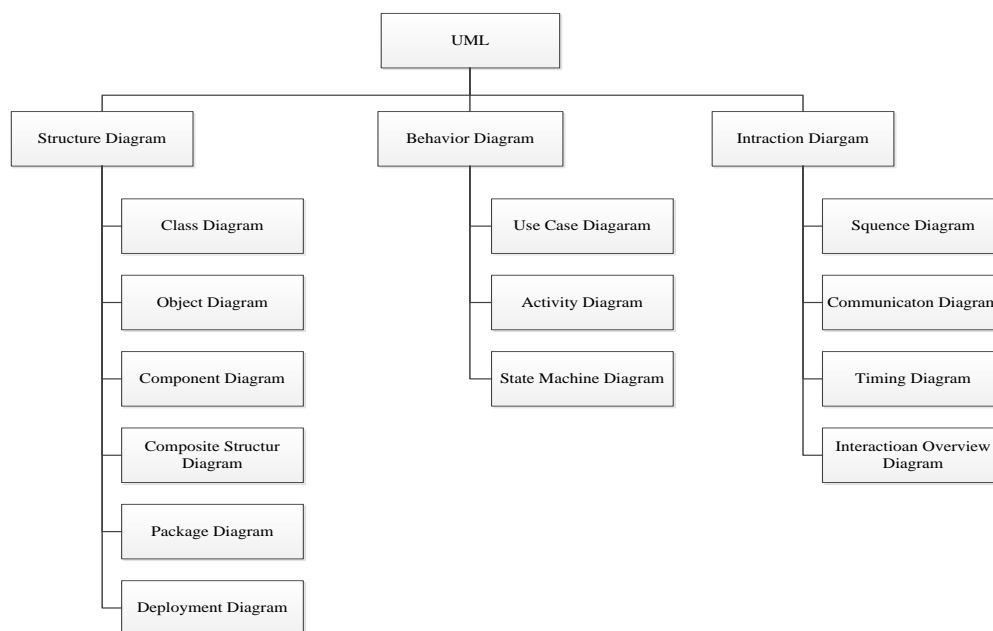 UML
Structure Diagram
Behavior Diagram
Intraction Diargam
Class Diagram
Object Diagram
Component Diagram
Composite Structur
Diagram
Package Diagram
Deployment Diagram
Use Case Diagaram
Activity Diagram
State Machine Diagram
Squence Diagram
Communicaton Diagram
Timing Diagram
Interactioan Overview
Diagram